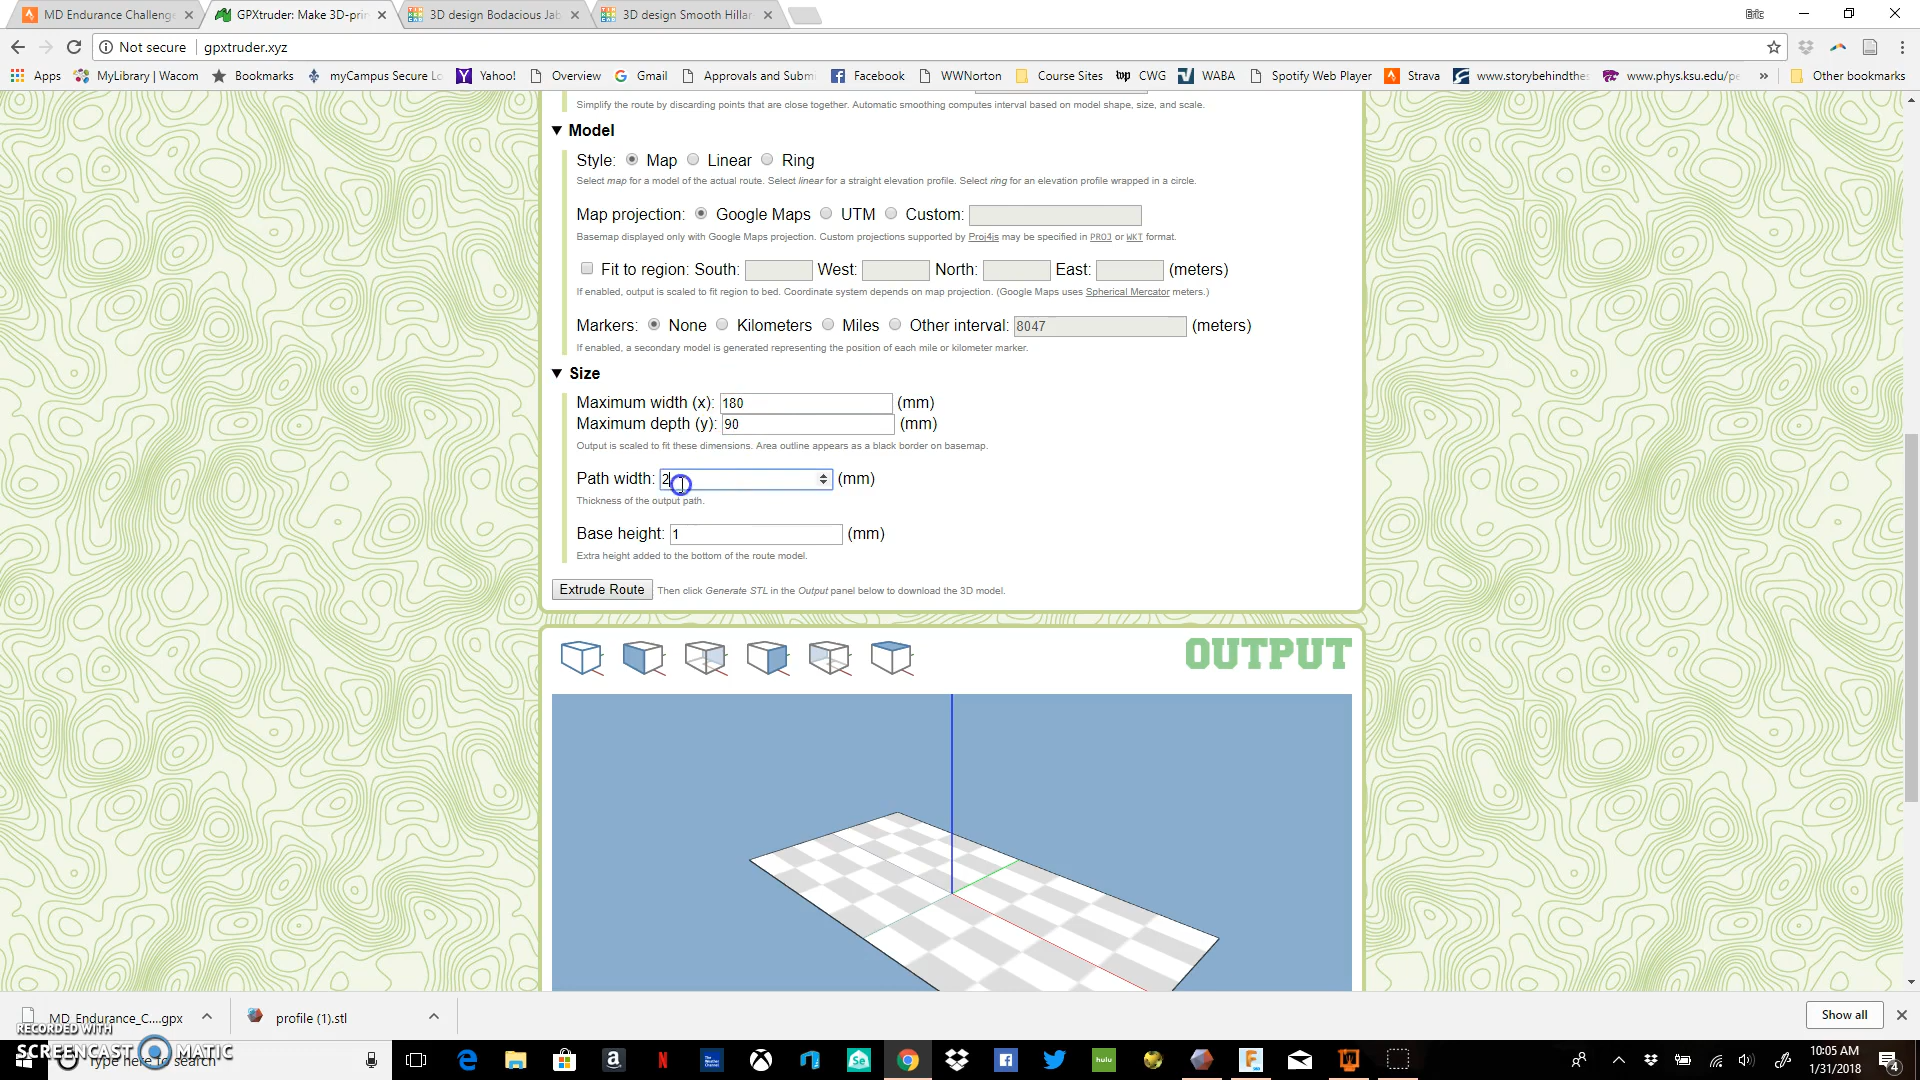 MD Endurance Challenge
GPXtruder: Make 3D-prin
3D design Bodacious Jab
3D design Smooth Hillar
Eric
Not secure
gpxtruder.xyz
Apps
MyLibrary | Wacom
Bookmarks
myCampus Secure Lo
Yahoo!
Overview
Gmail
Approvals and Submi
Facebook
WWNorton
Course Sites
CWG
WABA
Spotify Web Player
Strava
www.storybehindthe
www.phys.ksu.edu/pe
»
Other bookmarks
Simplify the route by discarding points that are close together. Automatic smoothing computes interval based on model shape, size, and scale.
Model
Style: Map Linear Ring
Select map for a model of the actual route. Select linear for a straight elevation profile. Select ring for an elevation profile wrapped in a circle.
Map projection: Google Maps UTM Custom:
Basemap displayed only with Google Maps projection. Custom projections supported by Proj4js may be specified in PROJ or WKT format.
Fit to region: South: West: North: East: (meters)
If enabled, output is scaled to fit region to bed. Coordinate system depends on map projection. (Google Maps uses Spherical Mercator meters.)
Markers: None Kilometers Miles Other interval: 8047 (meters)
If enabled, a secondary model is generated representing the position of each mile or kilometer marker.
Size
Maximum width (x): 180 (mm)
Maximum depth (y): 90 (mm)
Output is scaled to fit these dimensions. Area outline appears as a black border on basemap.
Path width: 2 (mm)
Thickness of the output path.
Base height: 1 (mm)
Extra height added to the bottom of the route model.
Extrude Route Then click Generate STL in the Output panel below to download the 3D model.
OUTPUT
MD_Endurance_C....gpx
profile (1).stl
Show all
RECORDED WITH
SCREENCAST MATIC
Type here to search
hulu
10:05 AM
1/31/2018
4